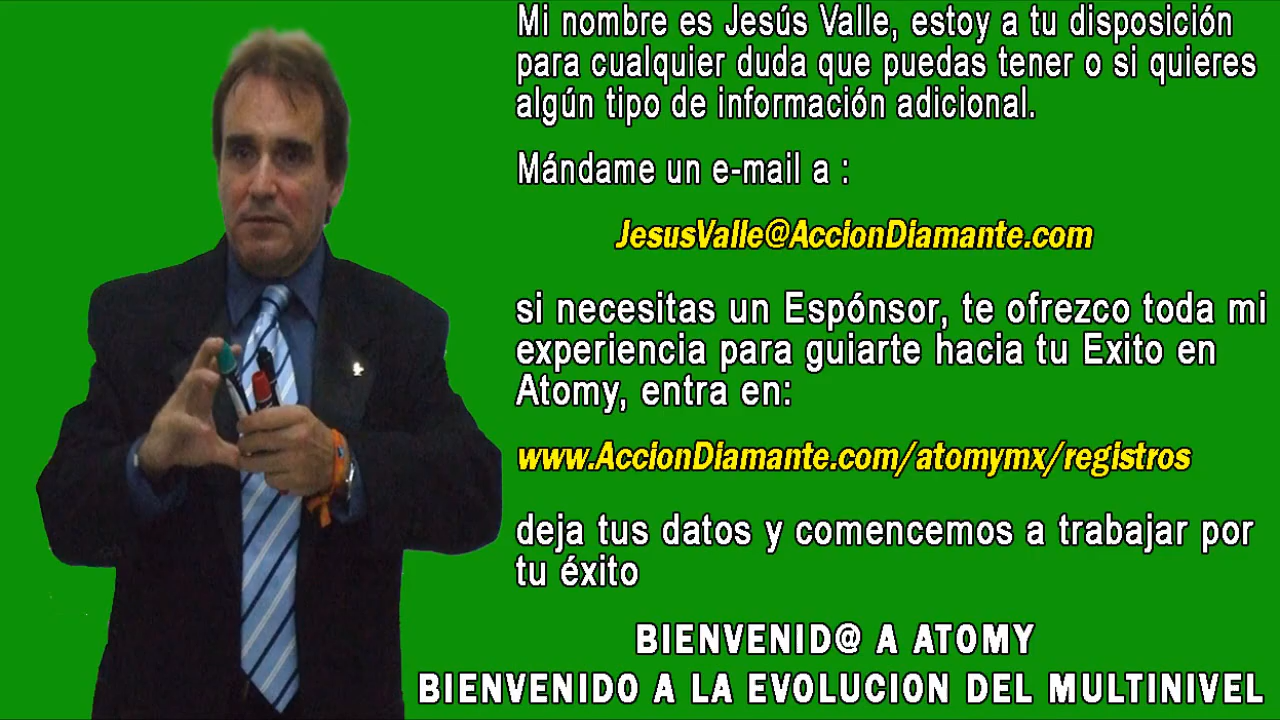 Mi nombre es Jesús Valle, estoy a tu disposición
para cualquier duda que puedas tener o si quieres
algún tipo de información adicional.
Mándame un e-mail a :
JesusValle@AccionDiamante.com
si necesitas un Espónsor, te ofrezco toda mi
experiencia para guiarte hacia tu Exito en
Atomy, entra en:
www.AccionDiamante.com/atomymx/registros
deja tus datos y comencemos a trabajar por
tu éxito
BIENVENID@ A ATOMY
BIENVENIDO A LA EVOLUCION DEL MULTINIVEL